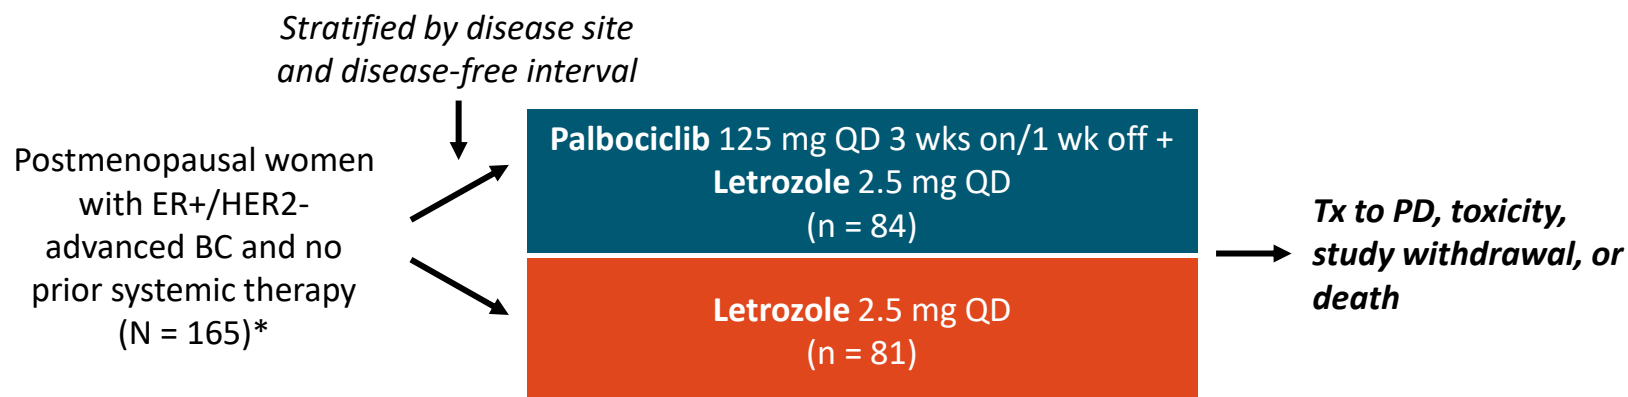 Stratified by disease site
and disease-free interval
Postmenopausal women
with ER+/HER2-
advanced BC and no
prior systemic therapy
(N = 165)*
Palbociclib 125 mg QD 3 wks on/1 wk off +
Letrozole 2.5 mg QD
(n = 84)
Letrozole 2.5 mg QD
(n = 81)
Tx to PD, toxicity,
study withdrawal, or
death